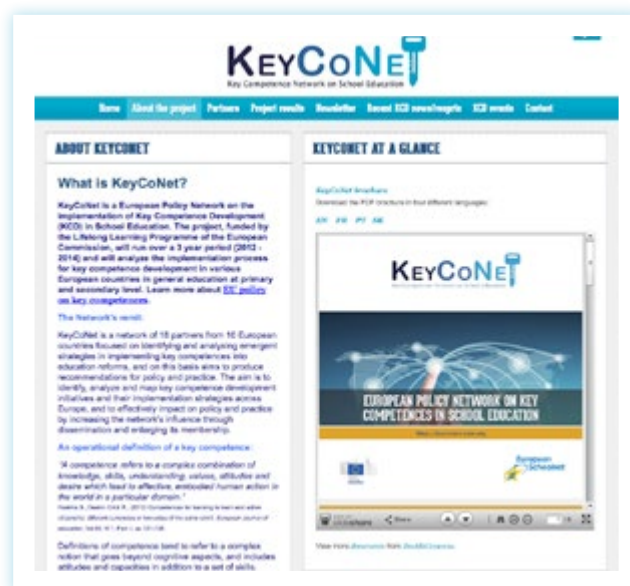 KEYCONET
Key Competence Network on School Education
Home About the project Partners Project results Newsletter Recent KCD news/reports KCD events Contact
ABOUT KEYCONET
What is KeyCoNet?
KeyCoNet is a European Policy Network on the
implementation of Key Competence Development
(KCD) in School Education. The project, funded by
the Lifelong Learning Programme of the European
Commission, will run over a 3 year period (2012 -
2014) and will analyse the implementation process
for key competence development in various
European countries in general education at primary
and secondary level. Learn more about EU policy
on key competences.
The Network's remit:
KeyCoNet is a network of 18 partners from 10 European
countries focused on identifying and analysing emergent
strategies in implementing key competences into
education reforms, and on this basis aims to produce
recommendations for policy and practice. The aim is to
identify, analyze and map key competence development
initiatives and their implementation strategies across
Europe, and to effectively impact on policy and practice
by increasing the network's influence through
dissemination and enlarging its membership.
An operational definition of a key competence:
"A competence refers to a complex combination of
knowledge, skills, understanding, values, attitudes and
desire which lead to effective, embodied human action in
the world in a particular domain."
Definitions of competence tend to refer to a complex
notion that goes beyond cognitive aspects, and includes
attitudes and capacities in addition to a set of skills.
KEYCONET AT A GLANCE
KeyCoNet brochure
Download the PDF brochure in four different languages:
EN FR PT
KEYCONET
EUROPEAN POLICY NETWORK ON KEY
COMPETENCES IN SCHOOL EDUCATION
European
Schoolnet
Share
View more documents from